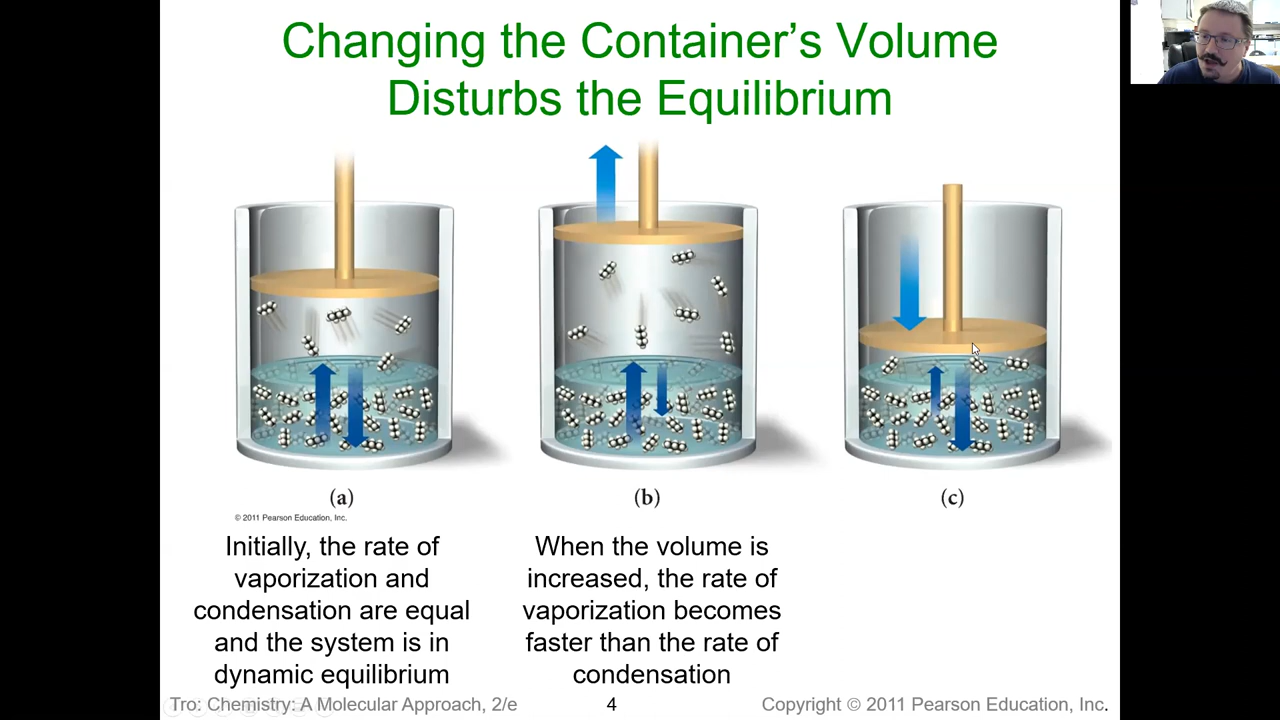 Changing the Container’s Volume
Disturbs the Equilibrium
(a)
(b)
(c)
© 2011 Pearson Education, Inc.
Initially, the rate of
vaporization and
condensation are equal
and the system is in
dynamic equilibrium
When the volume is
increased, the rate of
vaporization becomes
faster than the rate of
condensation
Tro: Chemistry: A Molecular Approach, 2/e
4
Copyright © 2011 Pearson Education, Inc.